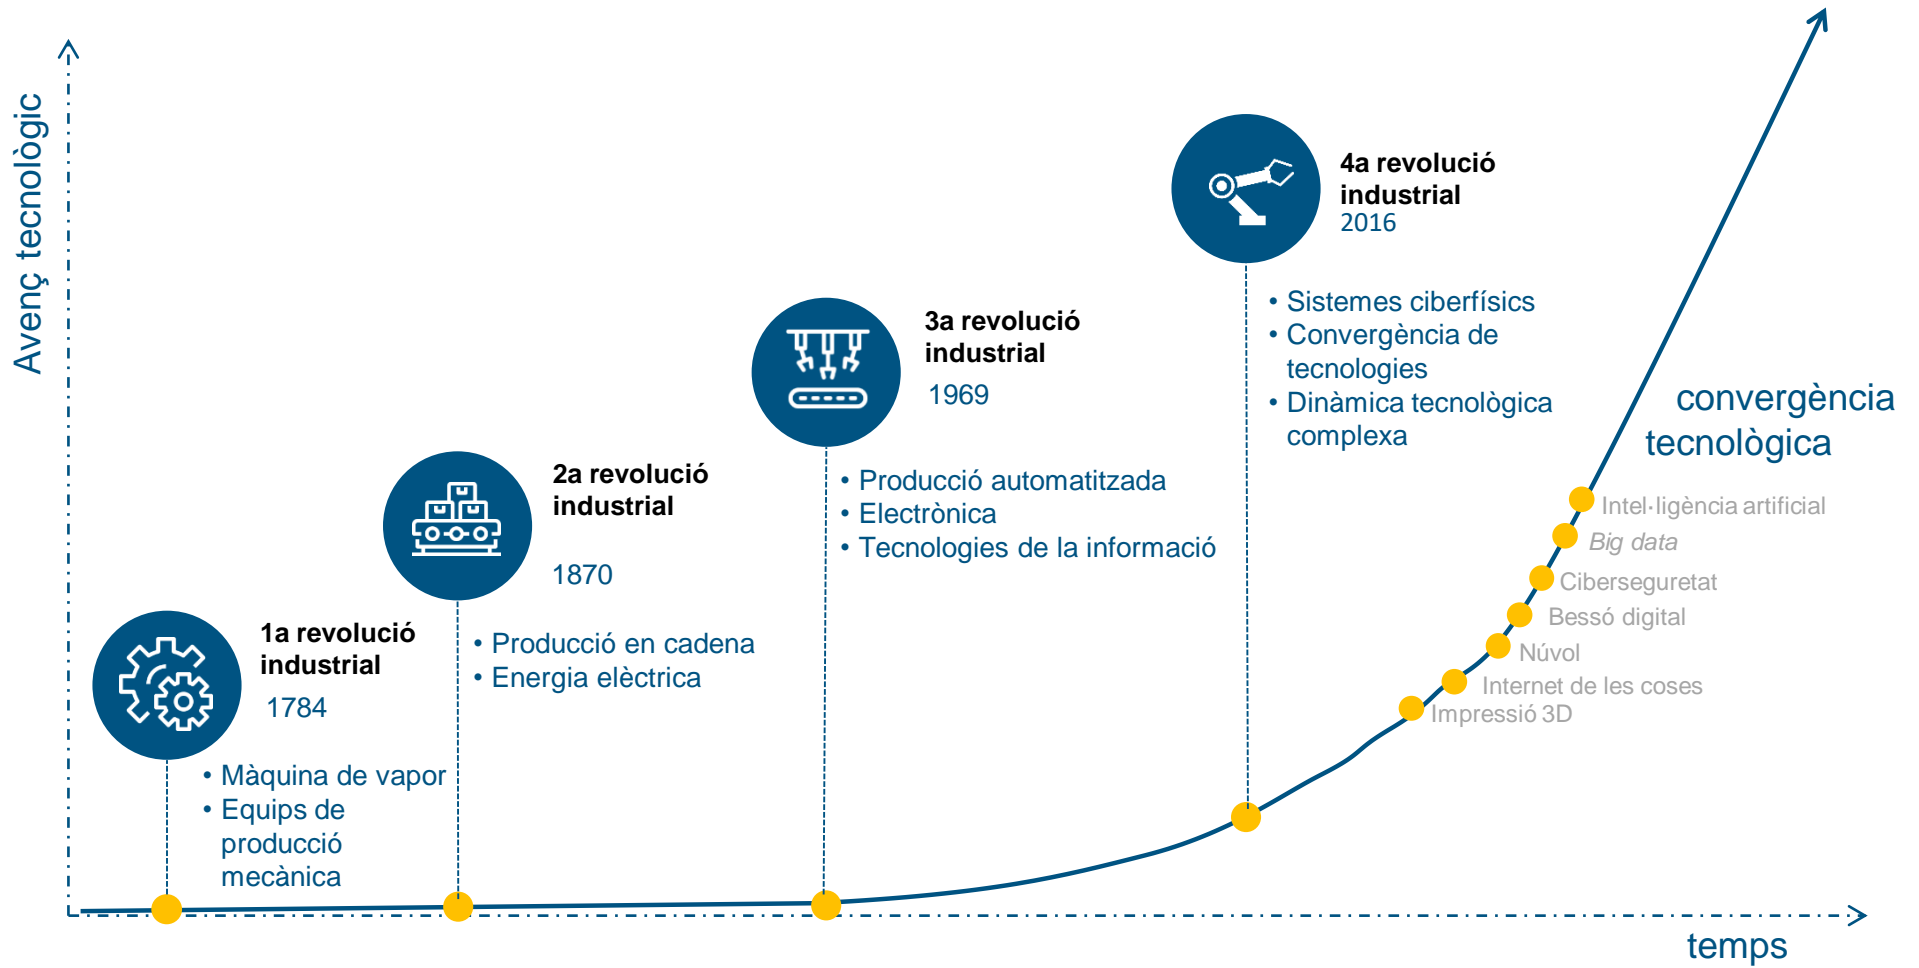 Avenç tecnològic
1a revolució
industrial
1784
• Màquina de vapor
• Equips de
producció
mecànica
2a revolució
industrial
1870
• Producció en cadena
• Energia elèctrica
3a revolució
industrial
1969
• Producció automatitzada
• Electrònica
• Tecnologies de la informació
4a revolució
industrial
2016
• Sistemes ciberfísics
• Convergència de
tecnologies
• Dinàmica tecnològica
complexa
convergència
tecnològica
Intel·ligència artificial
Big data
Ciberseguretat
Bessó digital
Núvol
Internet de les coses
Impressió 3D
temps